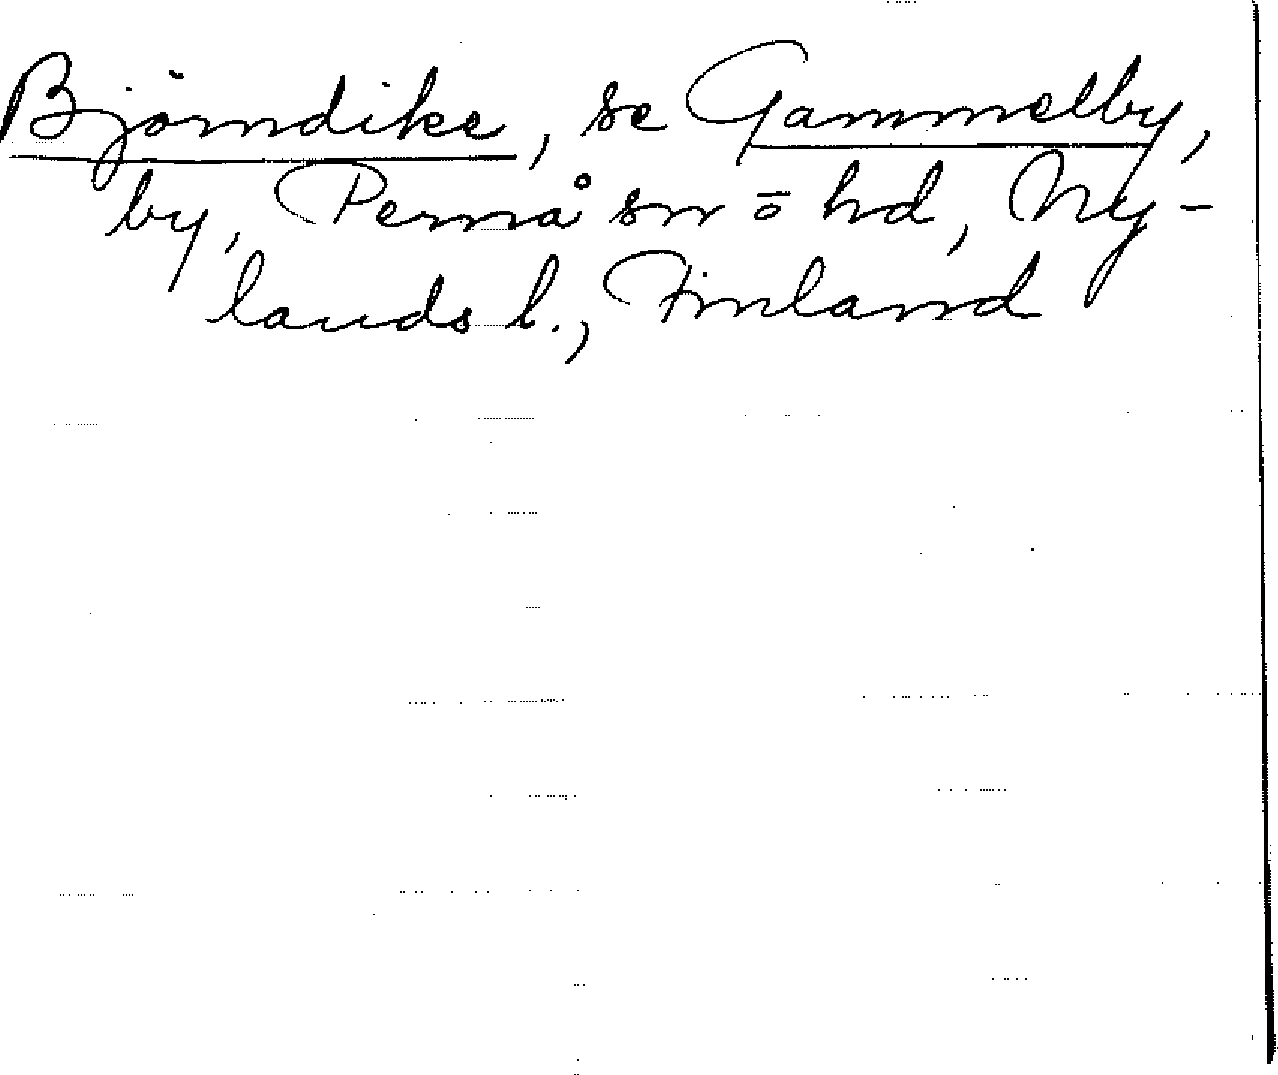 Björndike, se Gammelby,
by, Pernå sn o hd, Ny-
lands l., Finland